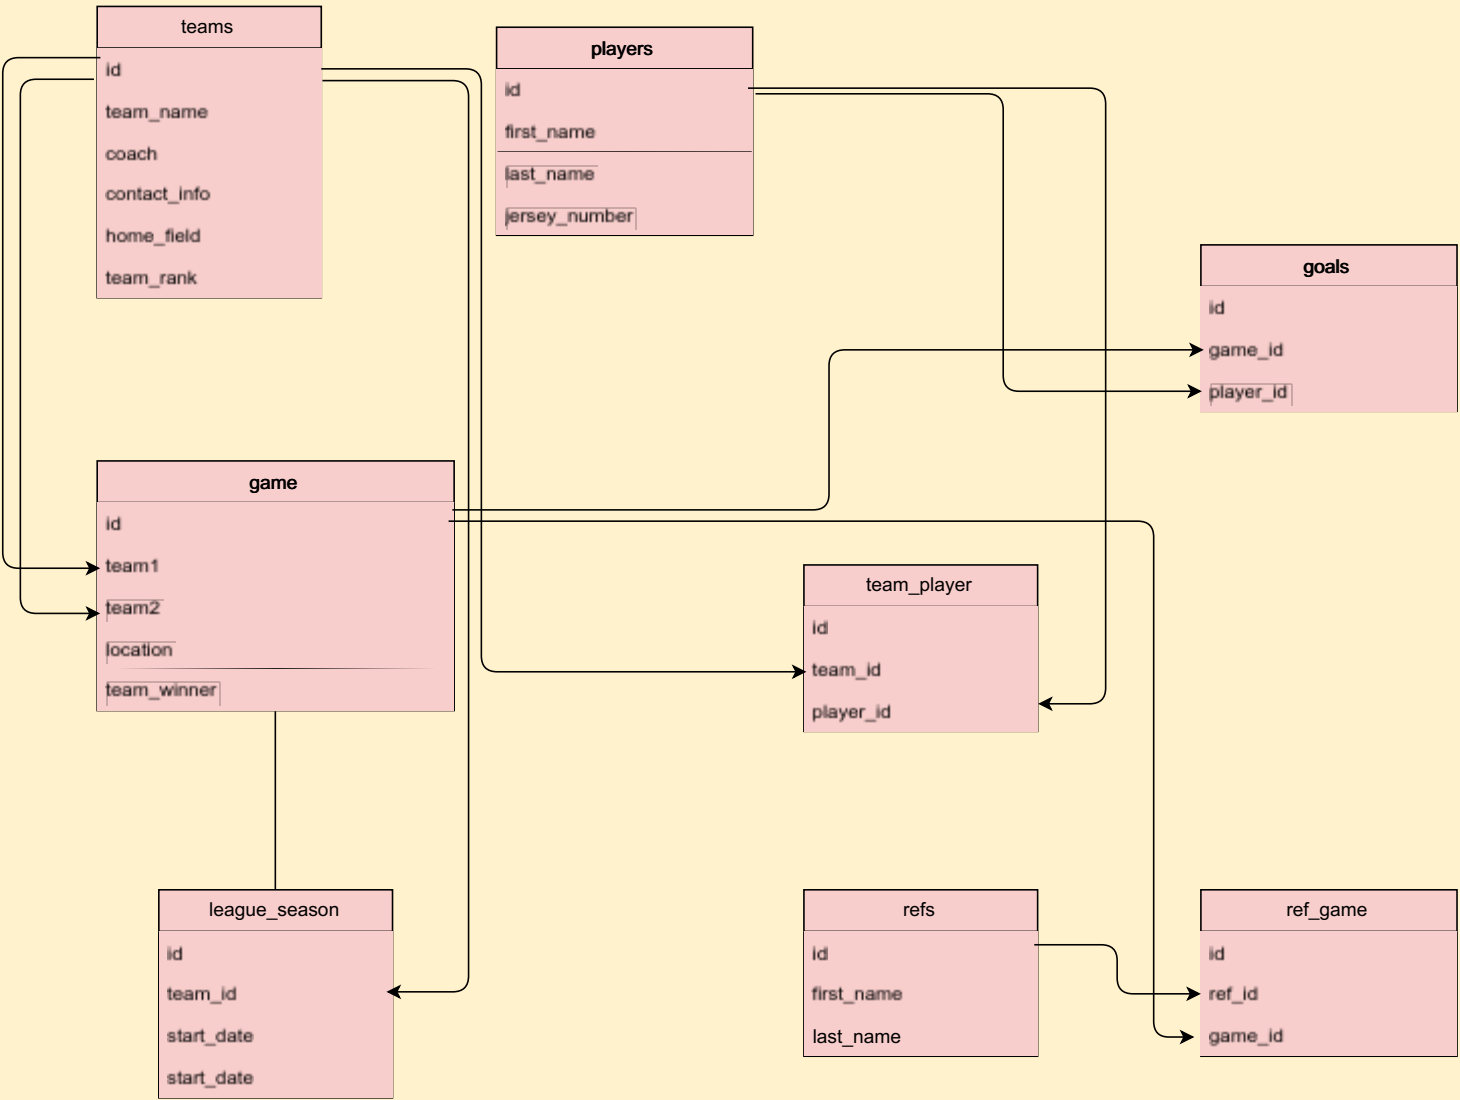 teams
id
team_name
coach
contact_info
home_field
team_rank
players
id
first_name
last_name
jersey_number
goals
id
game_id
player_id
game
id
team1
team2
location
team_winner
team_player
id
team_id
player_id
league_season
id
team_id
start_date
start_date
refs
id
first_name
last_name
ref_game
id
ref_id
game_id